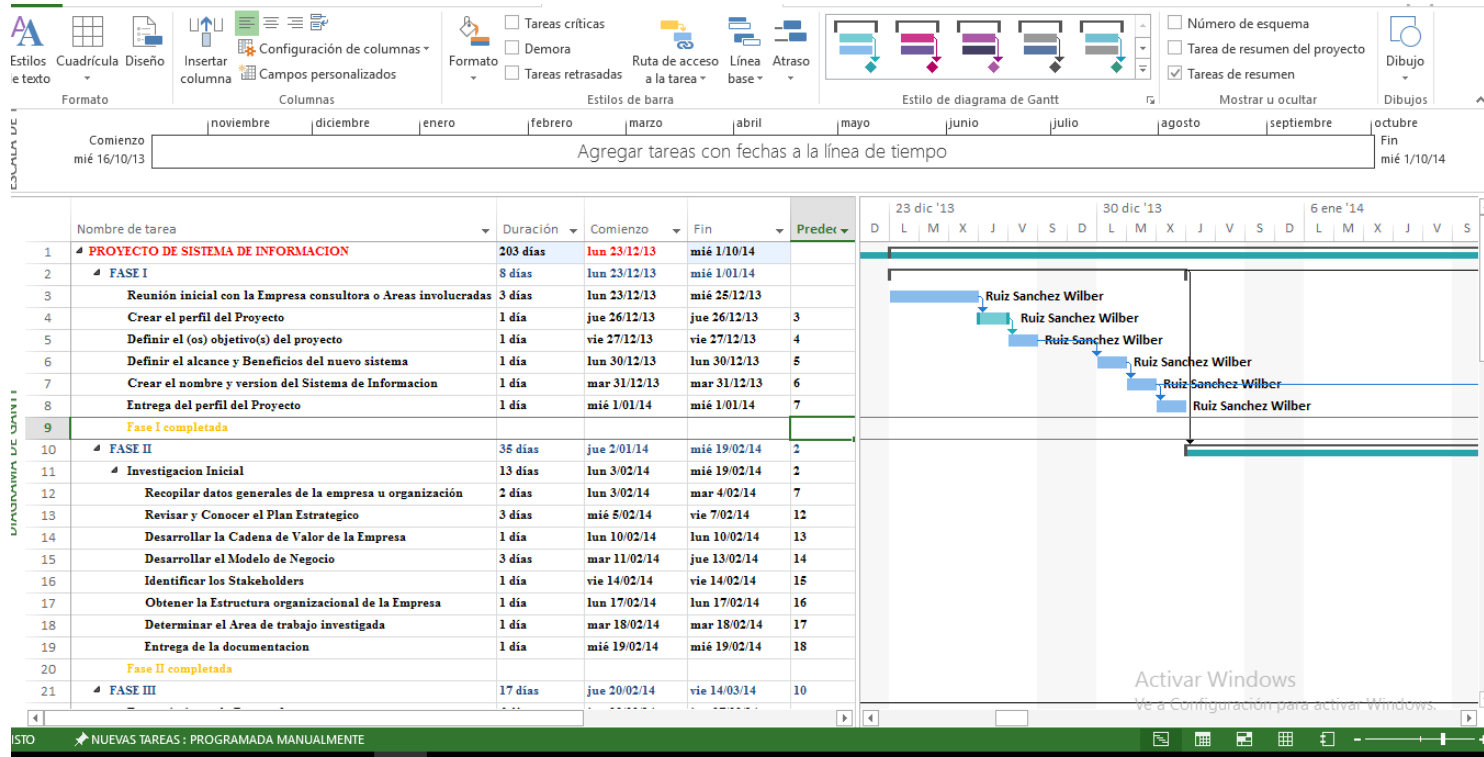 Tareas críticas
Número de esquema
Configuración de columnas
Demora
Tarea de resumen del proyecto
Estilos de texto Cuadrícula Diseño Insertar columna Campos personalizados Formato Tareas retrasadas Ruta de acceso a la tarea Línea base Atraso Tareas de resumen Dibujo
Formato Columnas Estilos de barra Estilo de diagrama de Gantt Mostrar u ocultar Dibujos
noviembre diciembre enero febrero marzo abril mayo junio julio agosto septiembre octubre
Comienzo
mié 16/10/13
Agregar tareas con fechas a la línea de tiempo
Fin
mié 1/10/14
23 dic '13 30 dic '13 6 ene '14
Nombre de tarea Duración Comienzo Fin Predec D L M X J V S D L M X J V S D L M X J V S
1 PROYECTO DE SISTEMA DE INFORMACION 203 días lun 23/12/13 mié 1/10/14
2 FASE I 8 días lun 23/12/13 mié 1/01/14
3 Reunión inicial con la Empresa consultora o Areas involucradas 3 días lun 23/12/13 mié 25/12/13 Ruiz Sanchez Wilber
4 Crear el perfil del Proyecto 1 día jue 26/12/13 jue 26/12/13 3 Ruiz Sanchez Wilber
5 Definir el (os) objetivo(s) del proyecto 1 día vie 27/12/13 vie 27/12/13 4 Ruiz Sanchez Wilber
6 Definir el alcance y Beneficios del nuevo sistema 1 día lun 30/12/13 lun 30/12/13 5 Ruiz Sanchez Wilber
7 Crear el nombre y version del Sistema de Informacion 1 día mar 31/12/13 mar 31/12/13 6 Ruiz Sanchez Wilber
8 Entrega del perfil del Proyecto 1 día mié 1/01/14 mié 1/01/14 7 Ruiz Sanchez Wilber
9 Fase I completada
10 FASE II 35 días jue 2/01/14 mié 19/02/14 2
11 Investigacion Inicial 13 días lun 3/02/14 mié 19/02/14 2
12 Recopilar datos generales de la empresa u organización 2 días lun 3/02/14 mar 4/02/14 7
13 Revisar y Conocer el Plan Estrategico 3 días mié 5/02/14 vie 7/02/14 12
14 Desarrollar la Cadena de Valor de la Empresa 1 día lun 10/02/14 lun 10/02/14 13
15 Desarrollar el Modelo de Negocio 3 días mar 11/02/14 jue 13/02/14 14
16 Identificar los Stakeholders 1 día vie 14/02/14 vie 14/02/14 15
17 Obtener la Estructura organizacional de la Empresa 1 día lun 17/02/14 lun 17/02/14 16
18 Determinar el Area de trabajo investigada 1 día mar 18/02/14 mar 18/02/14 17
19 Entrega de la documentacion 1 día mié 19/02/14 mié 19/02/14 18
20 Fase II completada
21 FASE III 17 días jue 20/02/14 vie 14/03/14 10
DIAGRAMA DE GANTT
Activar Windows
Ve a Configuración para activar Windows.
ISTO NUEVAS TAREAS : PROGRAMADA MANUALMENTE